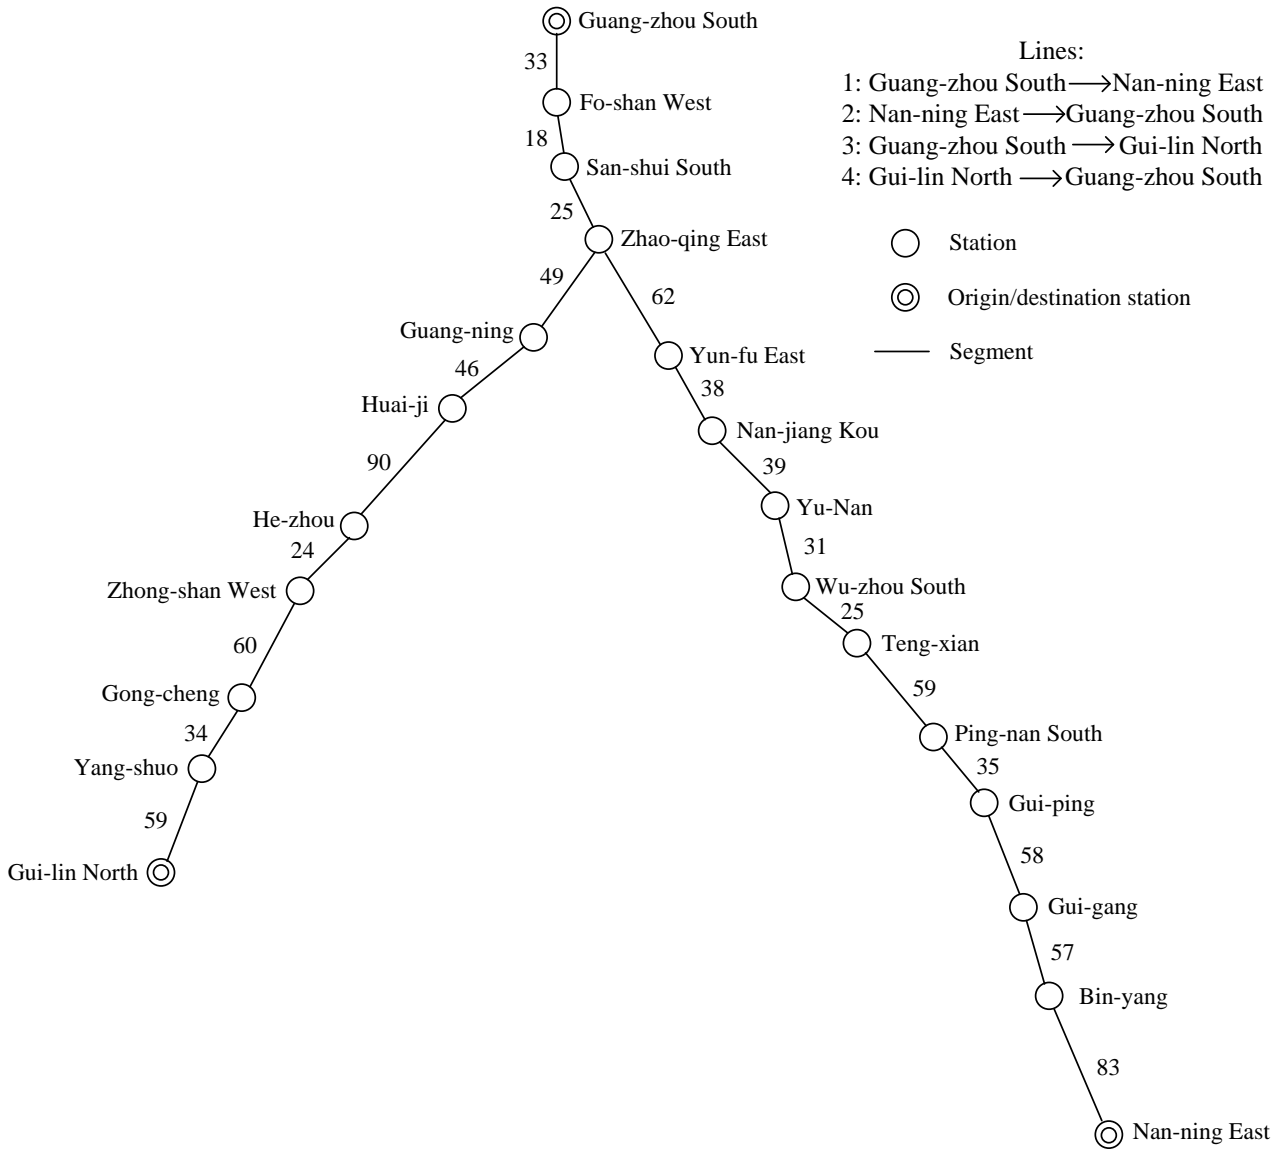 Guang-zhou South
Lines:
33
1: Guang-zhou South→Nan-ning East
Fo-shan West
2: Nan-ning East→Guang-zhou South
18
3: Guang-zhou South→Gui-lin North
San-shui South
4: Gui-lin North→Guang-zhou South
25
Zhao-qing East
Station
49
62
Origin/destination station
Guang-ning
Yun-fu East
Segment
46
38
Huai-ji
Nan-jiang Kou
90
39
Yu-Nan
He-zhou
24
31
Zhong-shan West
Wu-zhou South
25
60
Teng-xian
Gong-cheng
59
34
Ping-nan South
Yang-shuo
35
Gui-ping
59
58
Gui-lin North
Gui-gang
57
Bin-yang
83
Nan-ning East